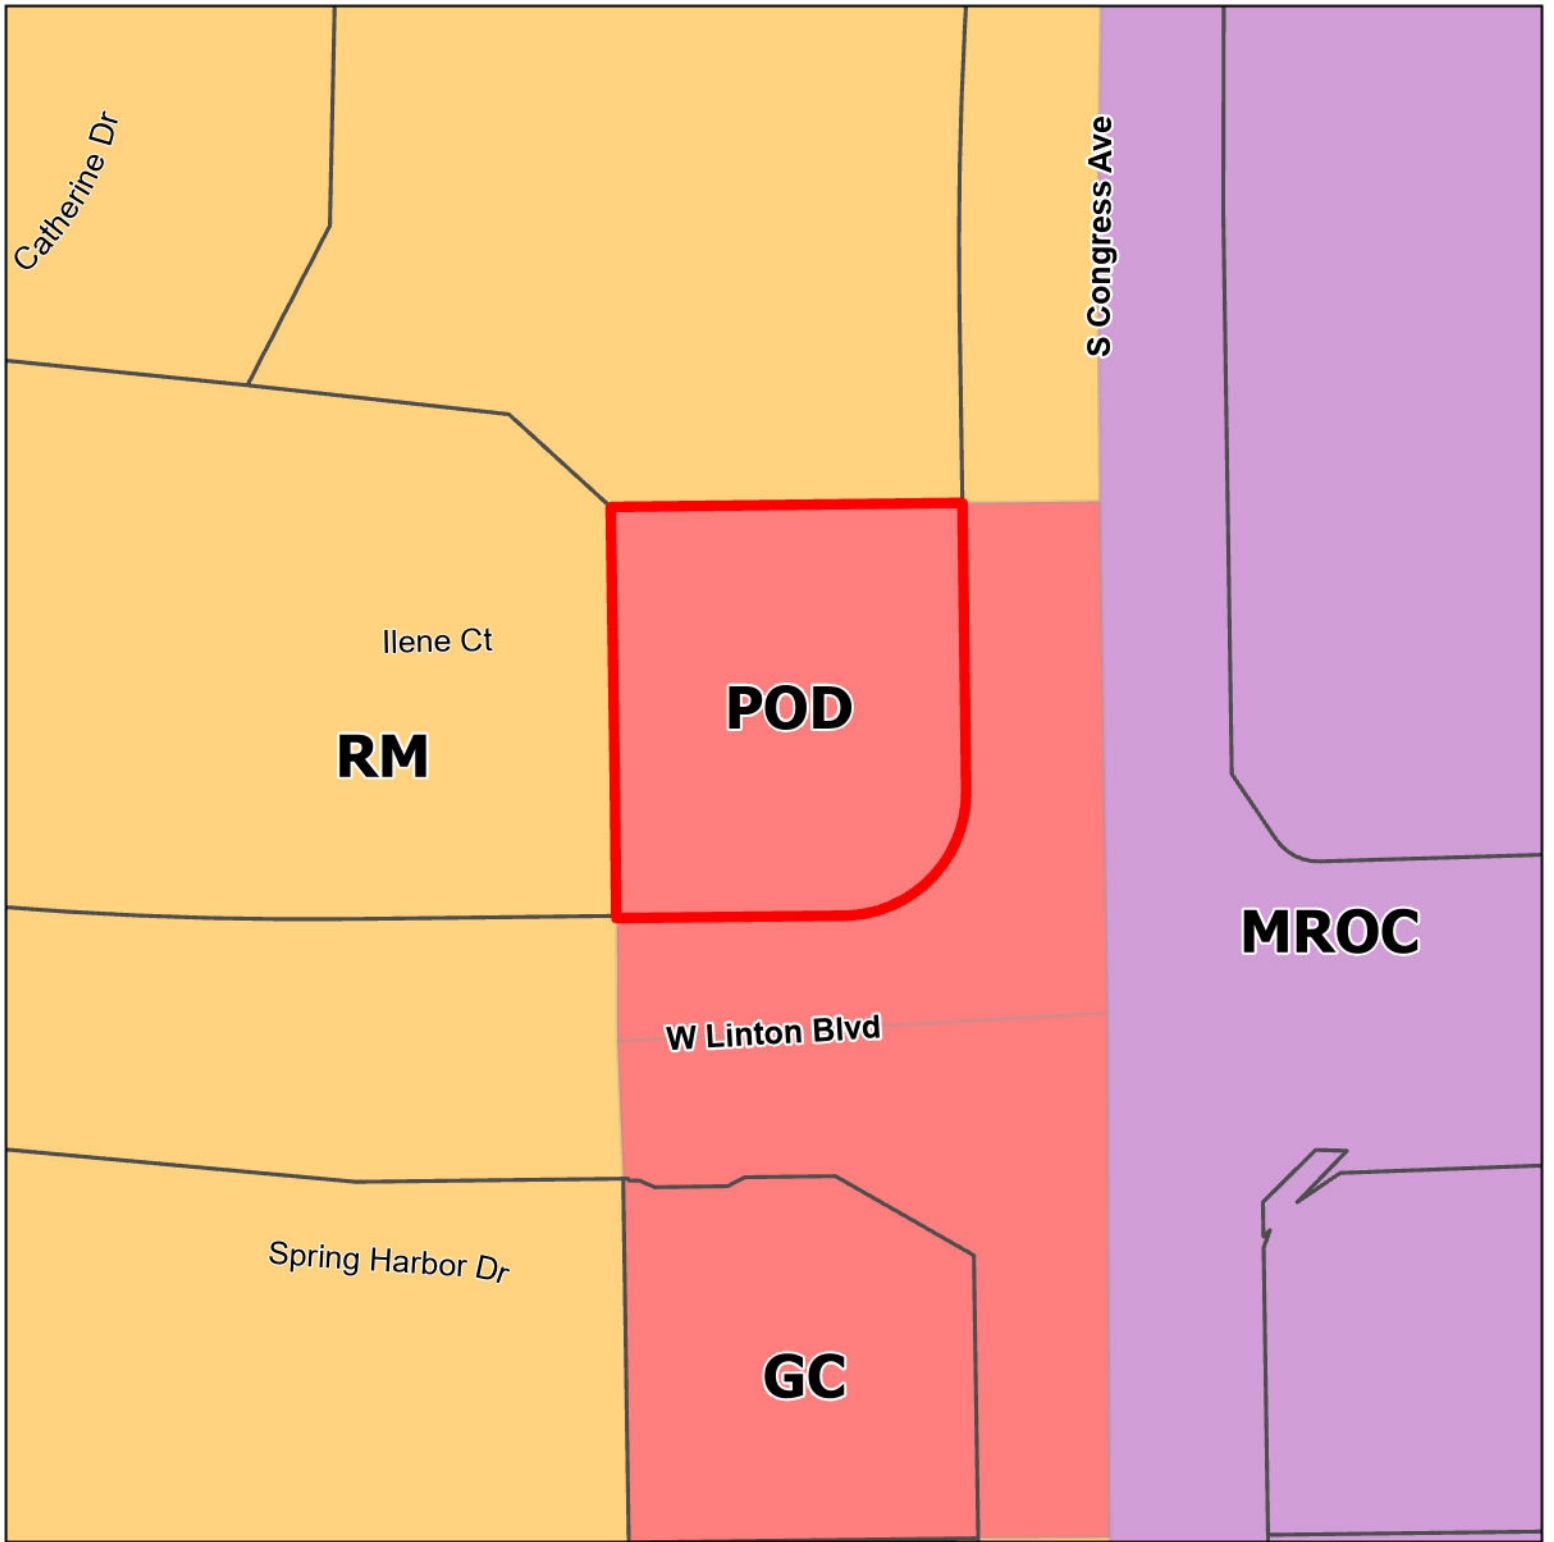 Catherine Dr
S Congress Ave
Ilene Ct
POD
RM
MROC
W Linton Blvd
Spring Harbor Dr
GC